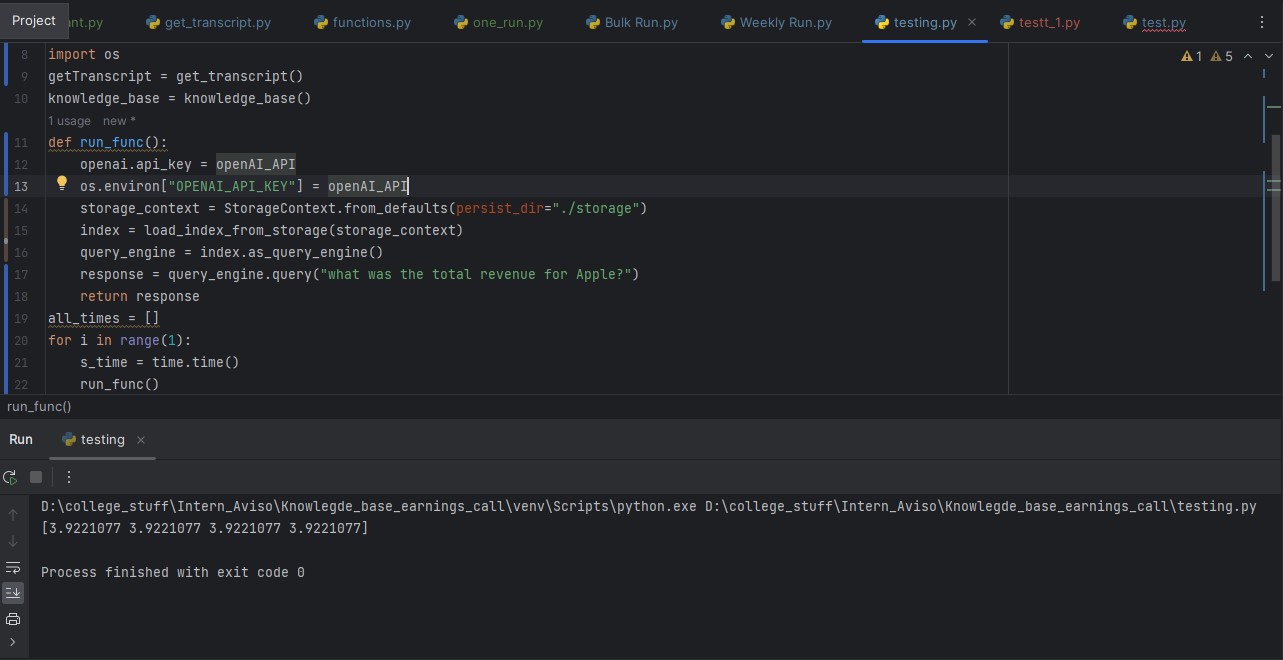 Project
nt.py get_transcript.py functions.py one_run.py Bulk Run.py Weekly Run.py testing.py testt_1.py test.py
1 5
8 import os
9 getTranscript = get_transcript()
10 knowledge_base = knowledge_base()
1 usage new *
11 def run_func():
12 openai.api_key = openAI_API
13 os.environ["OPENAI_API_KEY"] = openAI_API
14 storage_context = StorageContext.from_defaults(persist_dir="./storage")
15 index = load_index_from_storage(storage_context)
16 query_engine = index.as_query_engine()
17 response = query_engine.query("what was the total revenue for Apple?")
18 return response
19 all_times = []
20 for i in range(1):
21 s_time = time.time()
22 run_func()
run_func()
Run testing
D:\college_stuff\Intern_Aviso\Knowlegde_base_earnings_call\venv\Scripts\python.exe D:\college_stuff\Intern_Aviso\Knowlegde_base_earnings_call\testing.py
[3.9221077 3.9221077 3.9221077 3.9221077]
Process finished with exit code 0